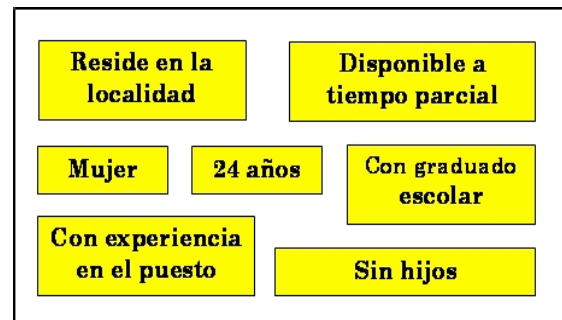 Reside en la
localidad
Disponible a
tiempo parcial
Mujer
24 años
Con graduado
escolar
Con experiencia
en el puesto
Sin hijos